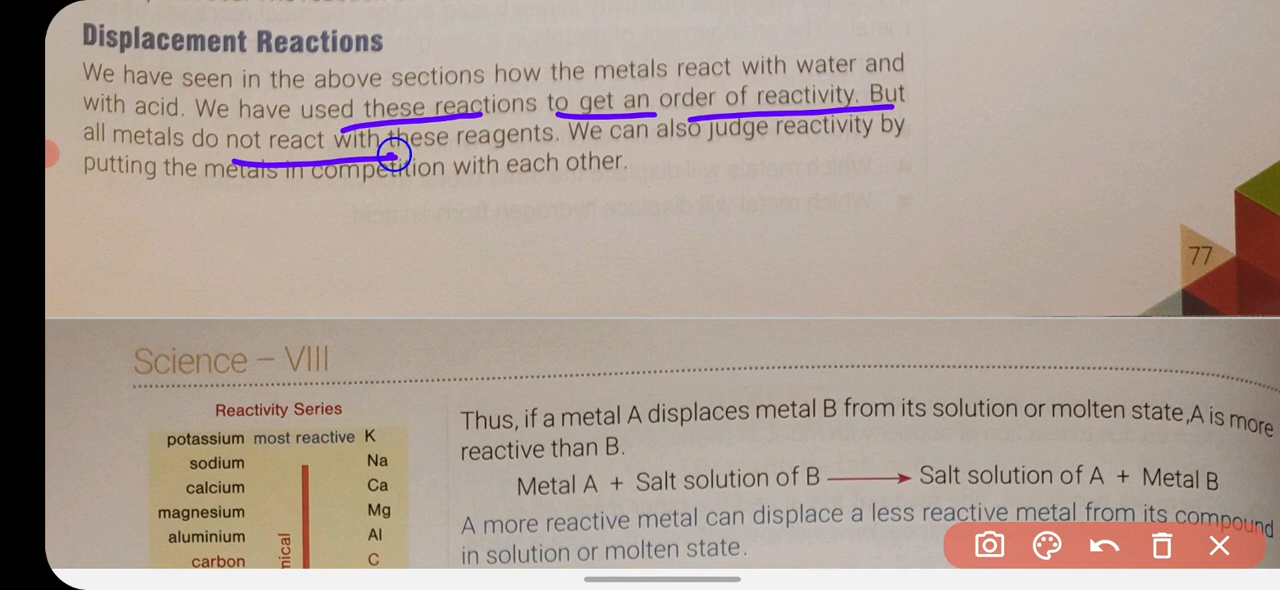 Displacement Reactions
We have seen in the above sections how the metals react with water and
with acid. We have used these reactions to get an order of reactivity. But
all metals do not react with these reagents. We can also judge reactivity by
putting the metals in competition with each other.
77
Science – VIII
Reactivity Series
potassium most reactive K
sodium Na
calcium Ca
magnesium Mg
aluminium Al
carbon C
Thus, if a metal A displaces metal B from its solution or molten state,A is more
reactive than B.
Metal A + Salt solution of B ⟶ Salt solution of A + Metal B
A more reactive metal can displace a less reactive metal from its compound
in solution or molten state.